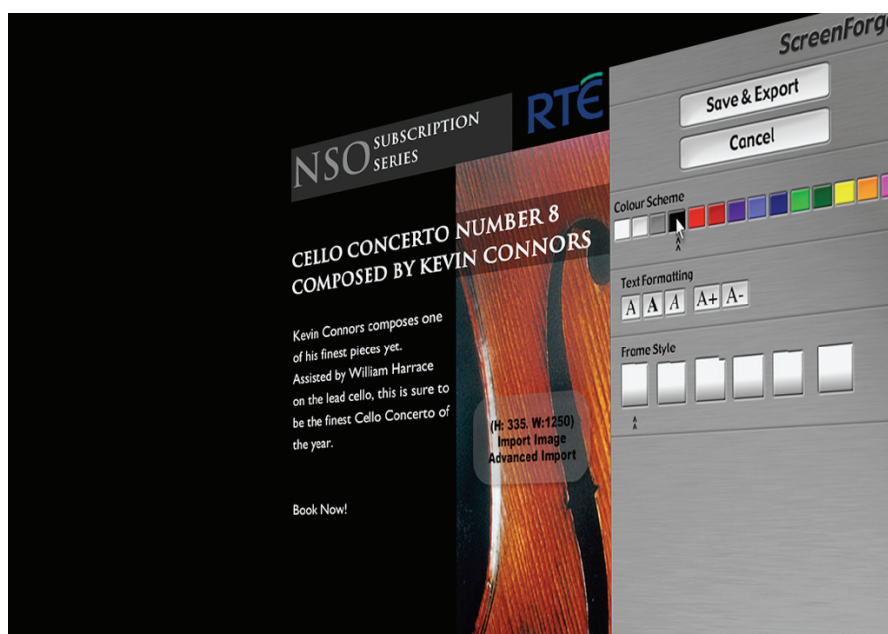 ScreenForg
Save & Export
Cancel
RTÉ
NSO SUBSCRIPTION
SERIES
Colour Scheme
CELLO CONCERTO NUMBER 8
COMPOSED BY KEVIN CONNORS
Text Formatting
A A A A+ A-
Kevin Connors composes one
of his finest pieces yet.
Assisted by William Harrace
on the lead cello, this is sure to
be the finest Cello Concerto of
the year.
Frame Style
(H: 335. W:1250)
Import Image
Advanced Import
Book Now!